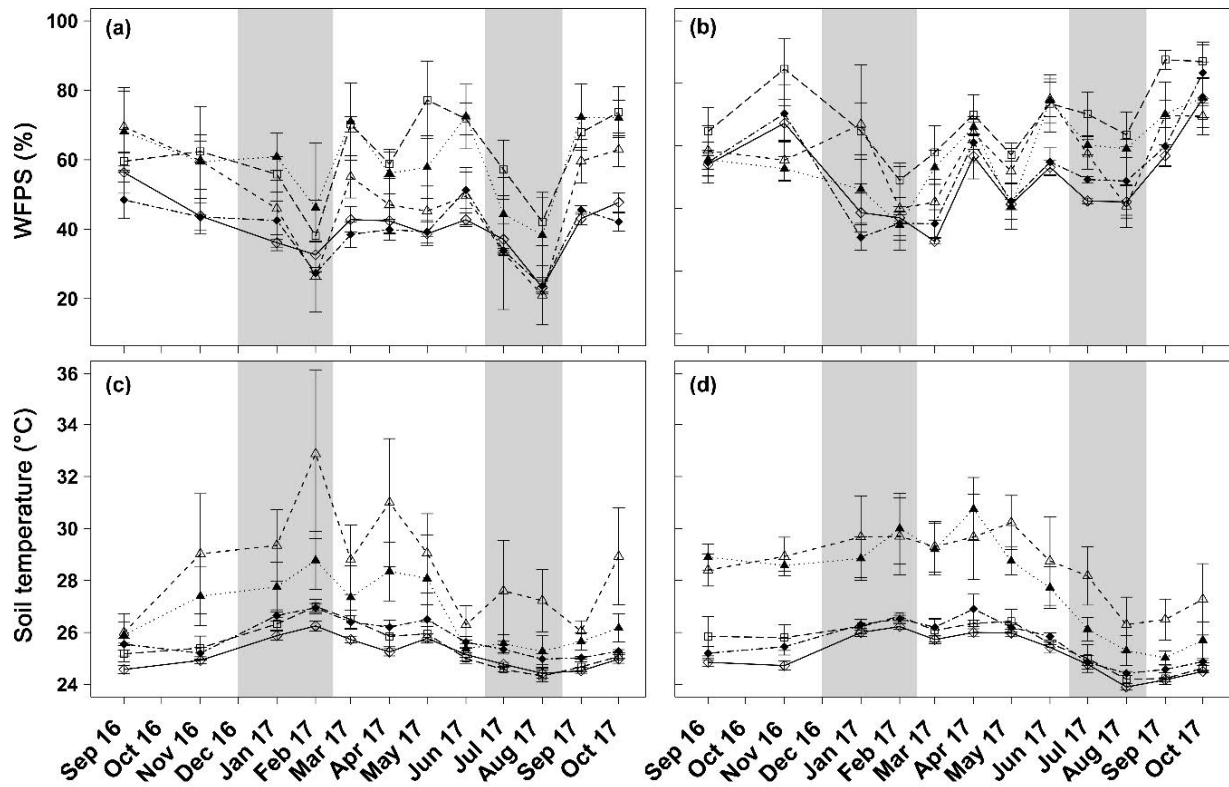 (a)
(b)
WFPS (%)
100
80
60
40
20
(c)
(d)
Soil temperature (°C)
36
34
32
30
28
26
24
Sep 16
Oct 16
Nov 16
Dec 16
Jan 17
Feb 17
Mar 17
Apr 17
May 17
Jun 17
Jul 17
Aug 17
Sep 17
Oct 17
Sep 16
Oct 16
Nov 16
Dec 16
Jan 17
Feb 17
Mar 17
Apr 17
May 17
Jun 17
Jul 17
Aug 17
Sep 17
Oct 17